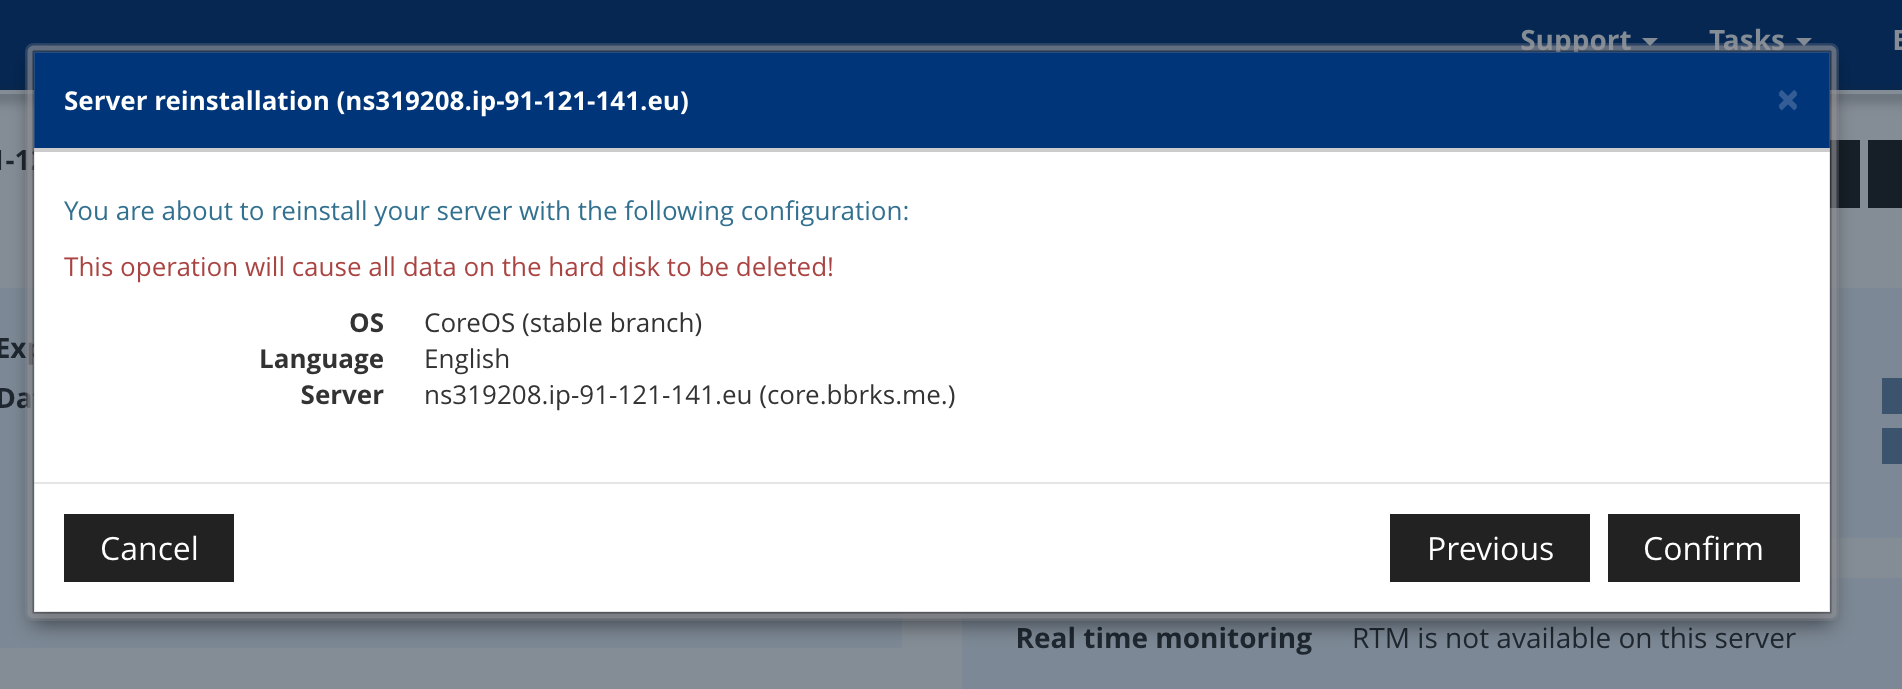 Support Tasks
Server reinstallation (ns319208.ip-91-121-141.eu)
×
You are about to reinstall your server with the following configuration:
This operation will cause all data on the hard disk to be deleted!
OS CoreOS (stable branch)
Language English
Server ns319208.ip-91-121-141.eu (core.bbrks.me.)
Cancel Previous Confirm
Real time monitoring RTM is not available on this server